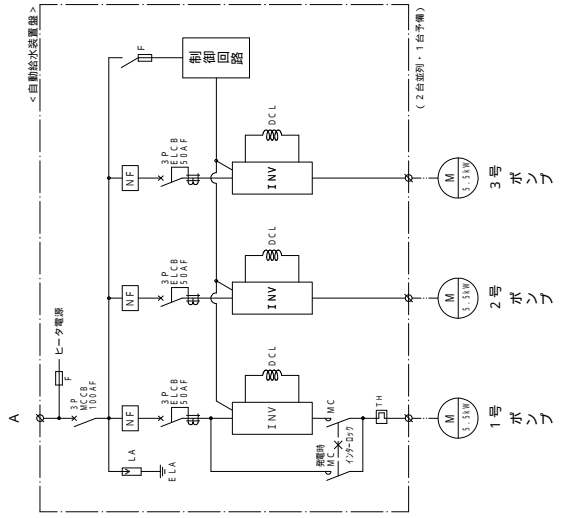 <自動給水装置盤>
(2台並列・1台予備)
A
ヒータ電源
F
3P
MCCB
100AF
LA
ELA
F
制御
回路
NF
3P
ELCB
50AF
INV
DCL
M
5.5kW
3号
ポンプ
NF
3P
ELCB
50AF
INV
DCL
M
5.5kW
2号
ポンプ
NF
3P
ELCB
50AF
INV
DCL
MC
発電時
MC
インターロック
TH
M
5.5kW
1号
ポンプ